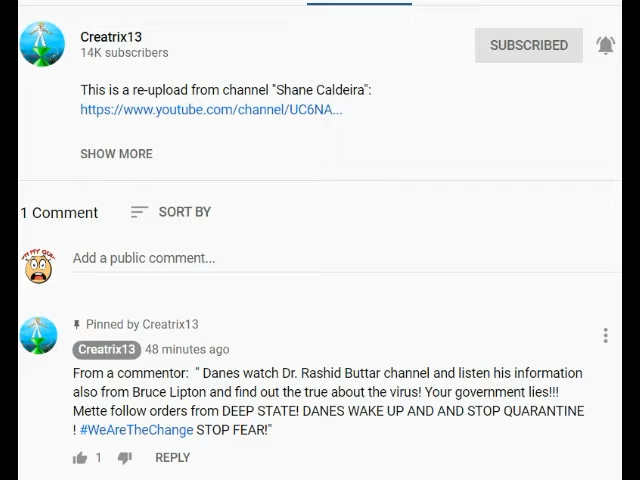 Creatrix13
14K subscribers
SUBSCRIBED
This is a re-upload from channel "Shane Caldeira":
https://www.youtube.com/channel/UC6NA...
SHOW MORE
1 Comment
SORT BY
Add a public comment...
Pinned by Creatrix13
Creatrix13 48 minutes ago
From a commentor: " Danes watch Dr. Rashid Buttar channel and listen his information
also from Bruce Lipton and find out the true about the virus! Your government lies!!!
Mette follow orders from DEEP STATE! DANES WAKE UP AND AND STOP QUARANTINE
! #WeAreTheChange STOP FEAR!"
1 REPLY